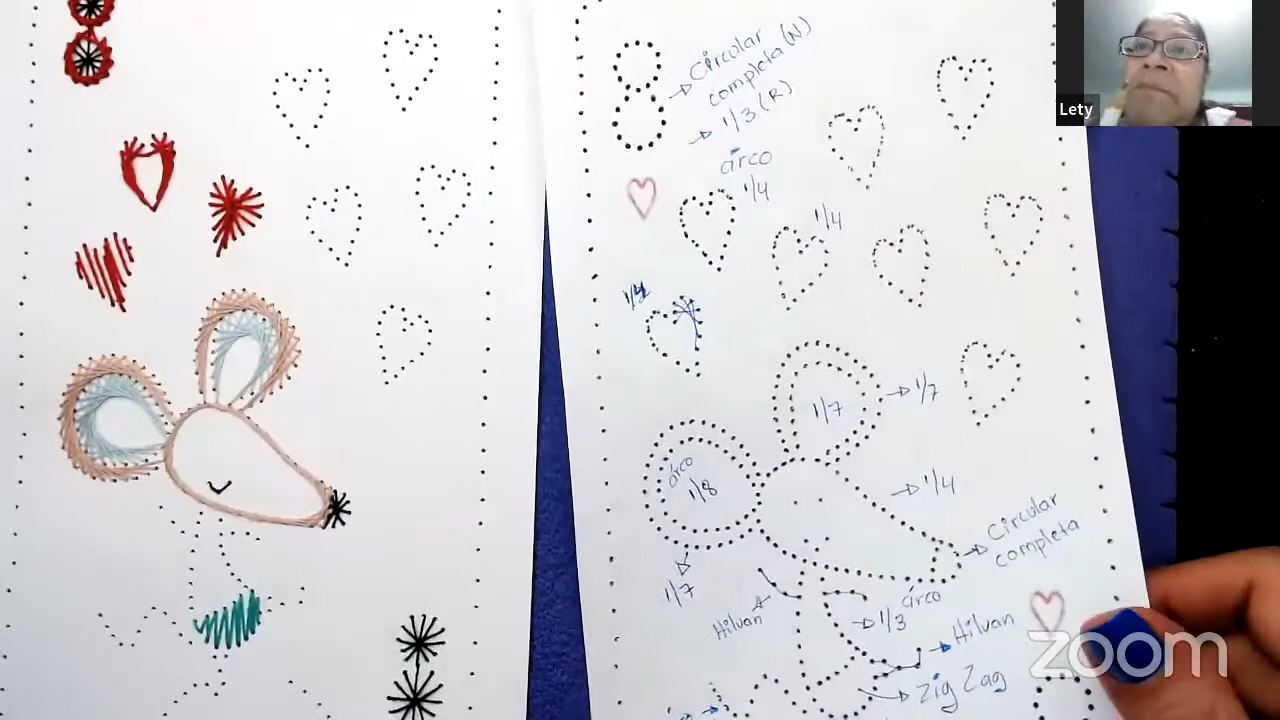 Circular
completa (N)
1/3 (R)
arco
1/4
1/4
1/4
1/7
1/7
arco
1/8
1/4
Circular
completa
1/7
Hilvan
1/3 arco
Hilvan
Zig Zag
Lety
zoom